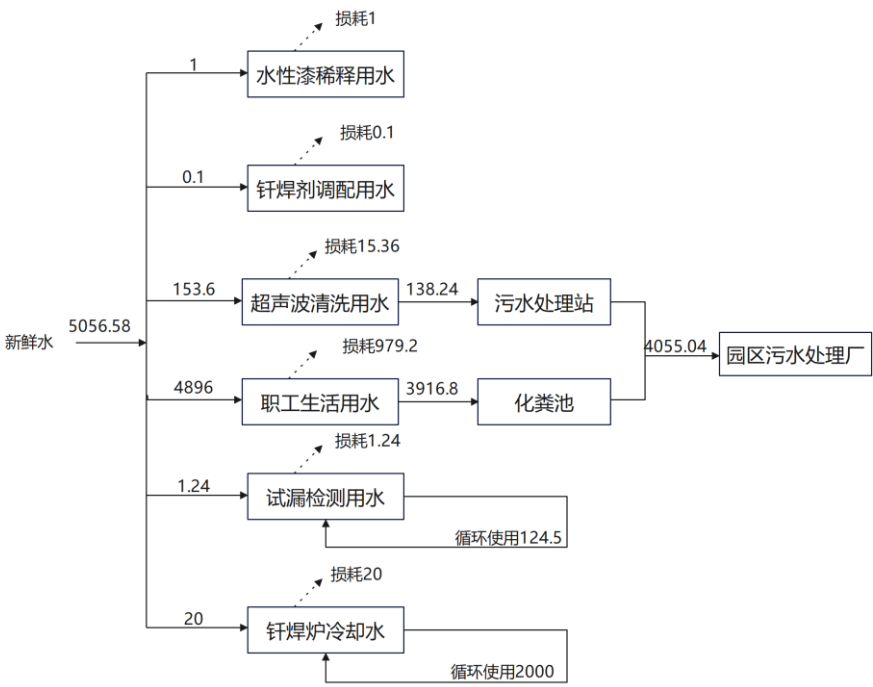 损耗1
1
水性漆稀释用水
损耗0.1
0.1
钎焊剂调配用水
损耗15.36
153.6
超声波清洗用水
138.24
污水处理站
新鲜水
5056.58
4055.04
园区污水处理厂
损耗979.2
4896
职工生活用水
3916.8
化粪池
损耗1.24
1.24
试漏检测用水
循环使用124.5
损耗20
20
钎焊炉冷却水
循环使用2000